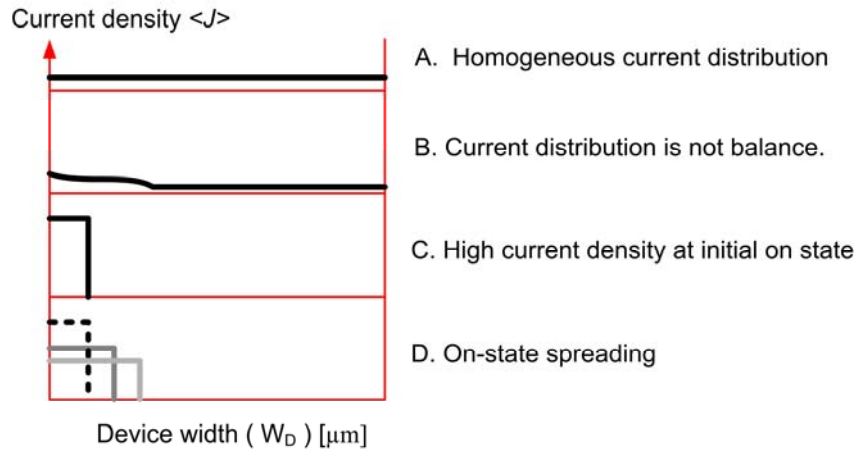 Current density <J>
A. Homogeneous current distribution
B. Current distribution is not balance.
C. High current density at initial on state
D. On-state spreading
Device width ( W_D ) [µm]